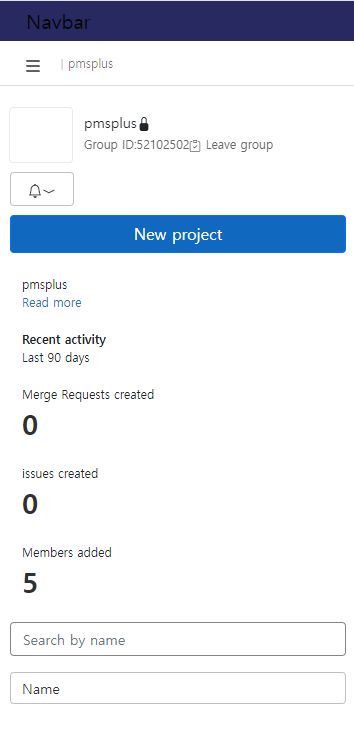 Navbar
| pmsplus
pmsplus
Group ID:52102502 Leave group
New project
pmsplus
Read more
Recent activity
Last 90 days
Merge Requests created
0
issues created
0
Members added
5
Search by name
Name